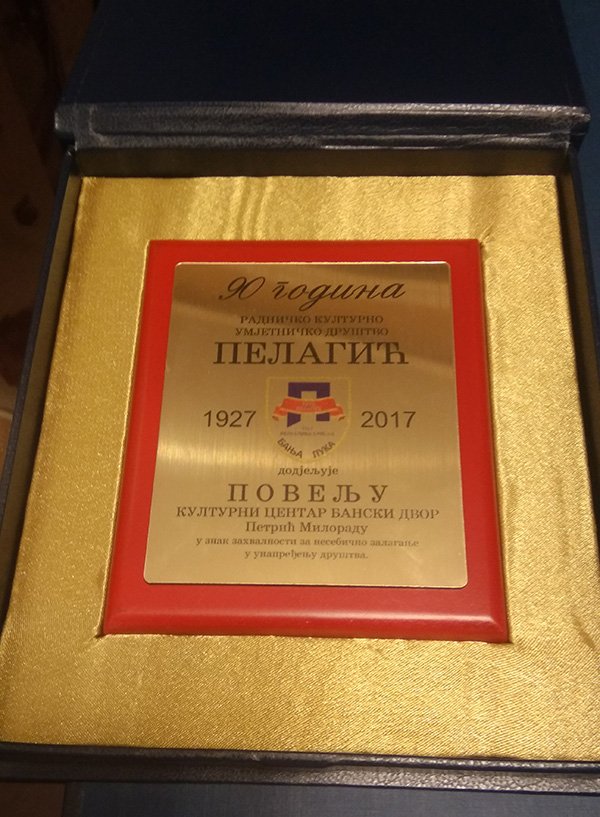 90 година
РАДНИЧКО КУЛТУРНО
УМЈЕТНИЧКО ДРУШТВО
ПЕЛАГИЋ
1927 2017
БАЊА ЛУКА
додјељује
ПОВЕЉУ
КУЛТУРНИ ЦЕНТАР БАНСКИ ДВОР
Петрић Милораду
у знак захвалности за несебично залагање
у унапређењу друштва.